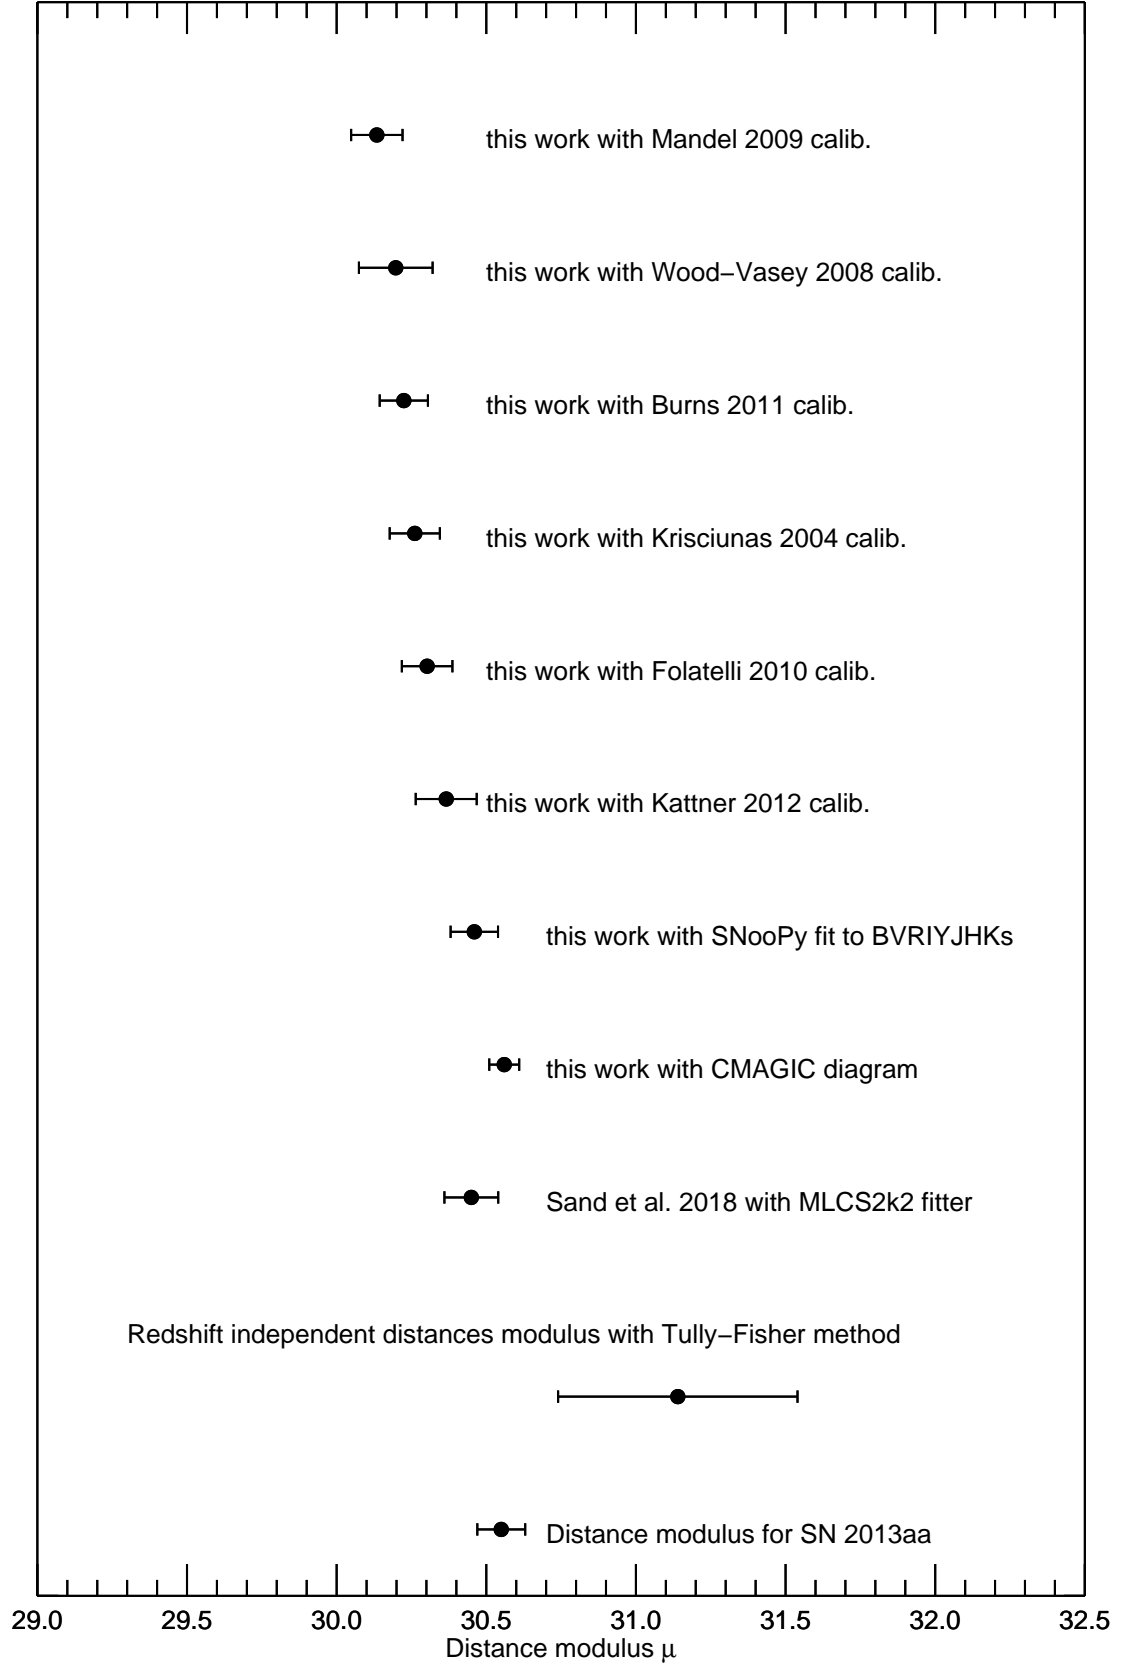 this work with Mandel 2009 calib.
this work with Wood−Vasey 2008 calib.
this work with Burns 2011 calib.
this work with Krisciunas 2004 calib.
this work with Folatelli 2010 calib.
this work with Kattner 2012 calib.
this work with SNooPy fit to BVRIYJHKs
this work with CMAGIC diagram
Sand et al. 2018 with MLCS2k2 fitter
Redshift independent distances modulus with Tully−Fisher method
Distance modulus for SN 2013aa
29.0 29.5 30.0 30.5 31.0 31.5 32.0 32.5
Distance modulus μ